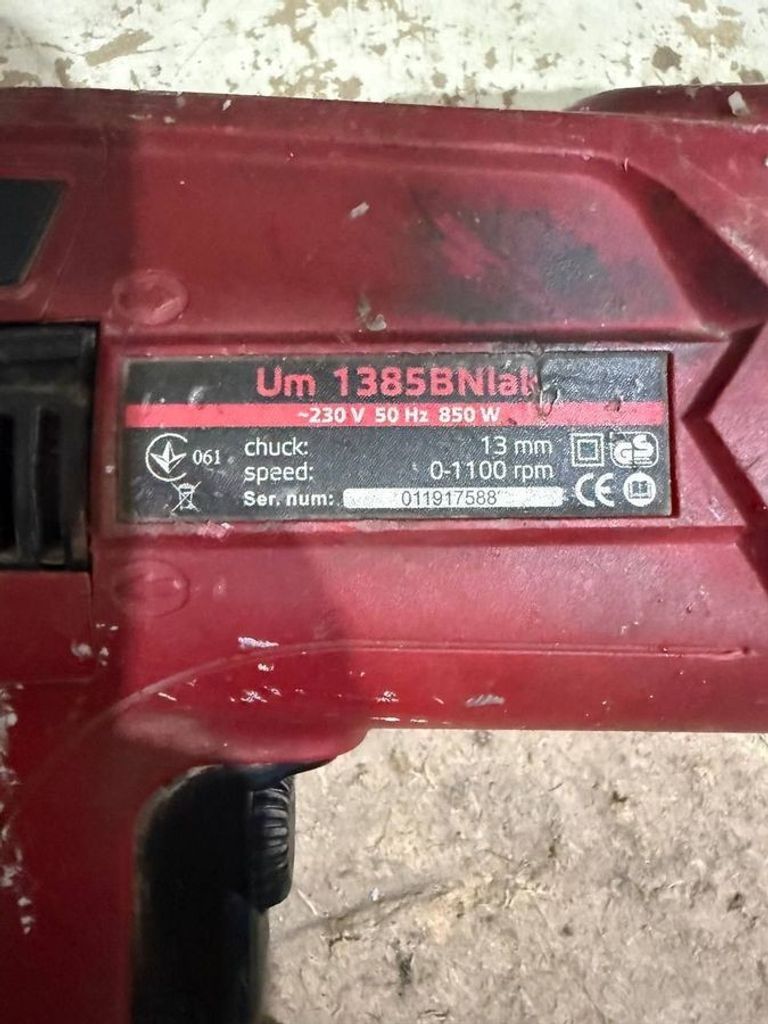 Um 1385BNlak
~230 V 50 Hz 850 W
061 chuck: 13 mm
speed: 0-1100 rpm
GS
Ser. num: 011917588
CE